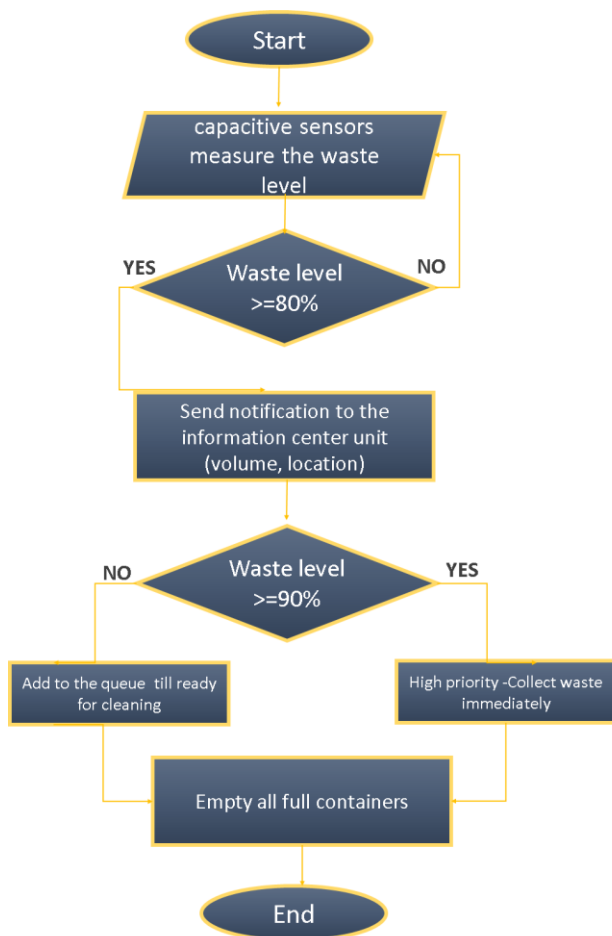 Start
capacitive sensors
measure the waste
level
YES
NO
Waste level
>=80%
Send notification to the
information center unit
(volume, location)
NO
YES
Waste level
>=90%
Add to the queue till ready
for cleaning
High priority -Collect waste
immediately
Empty all full containers
End